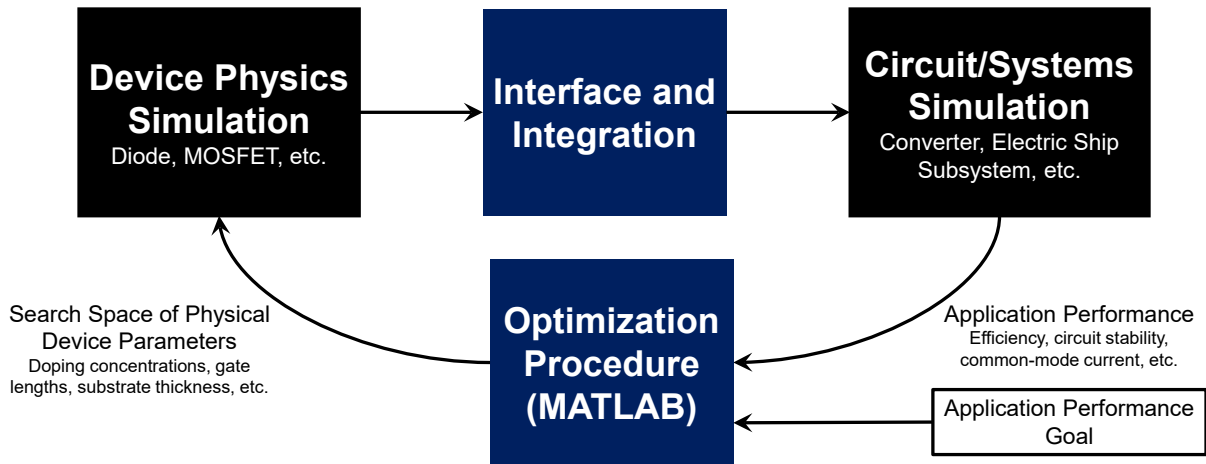 Device Physics
Simulation
Diode, MOSFET, etc.
Interface and
Integration
Circuit/Systems
Simulation
Converter, Electric Ship
Subsystem, etc.
Search Space of Physical
Device Parameters
Doping concentrations, gate
lengths, substrate thickness, etc.
Optimization
Procedure
(MATLAB)
Application Performance
Efficiency, circuit stability,
common-mode current, etc.
Application Performance
Goal